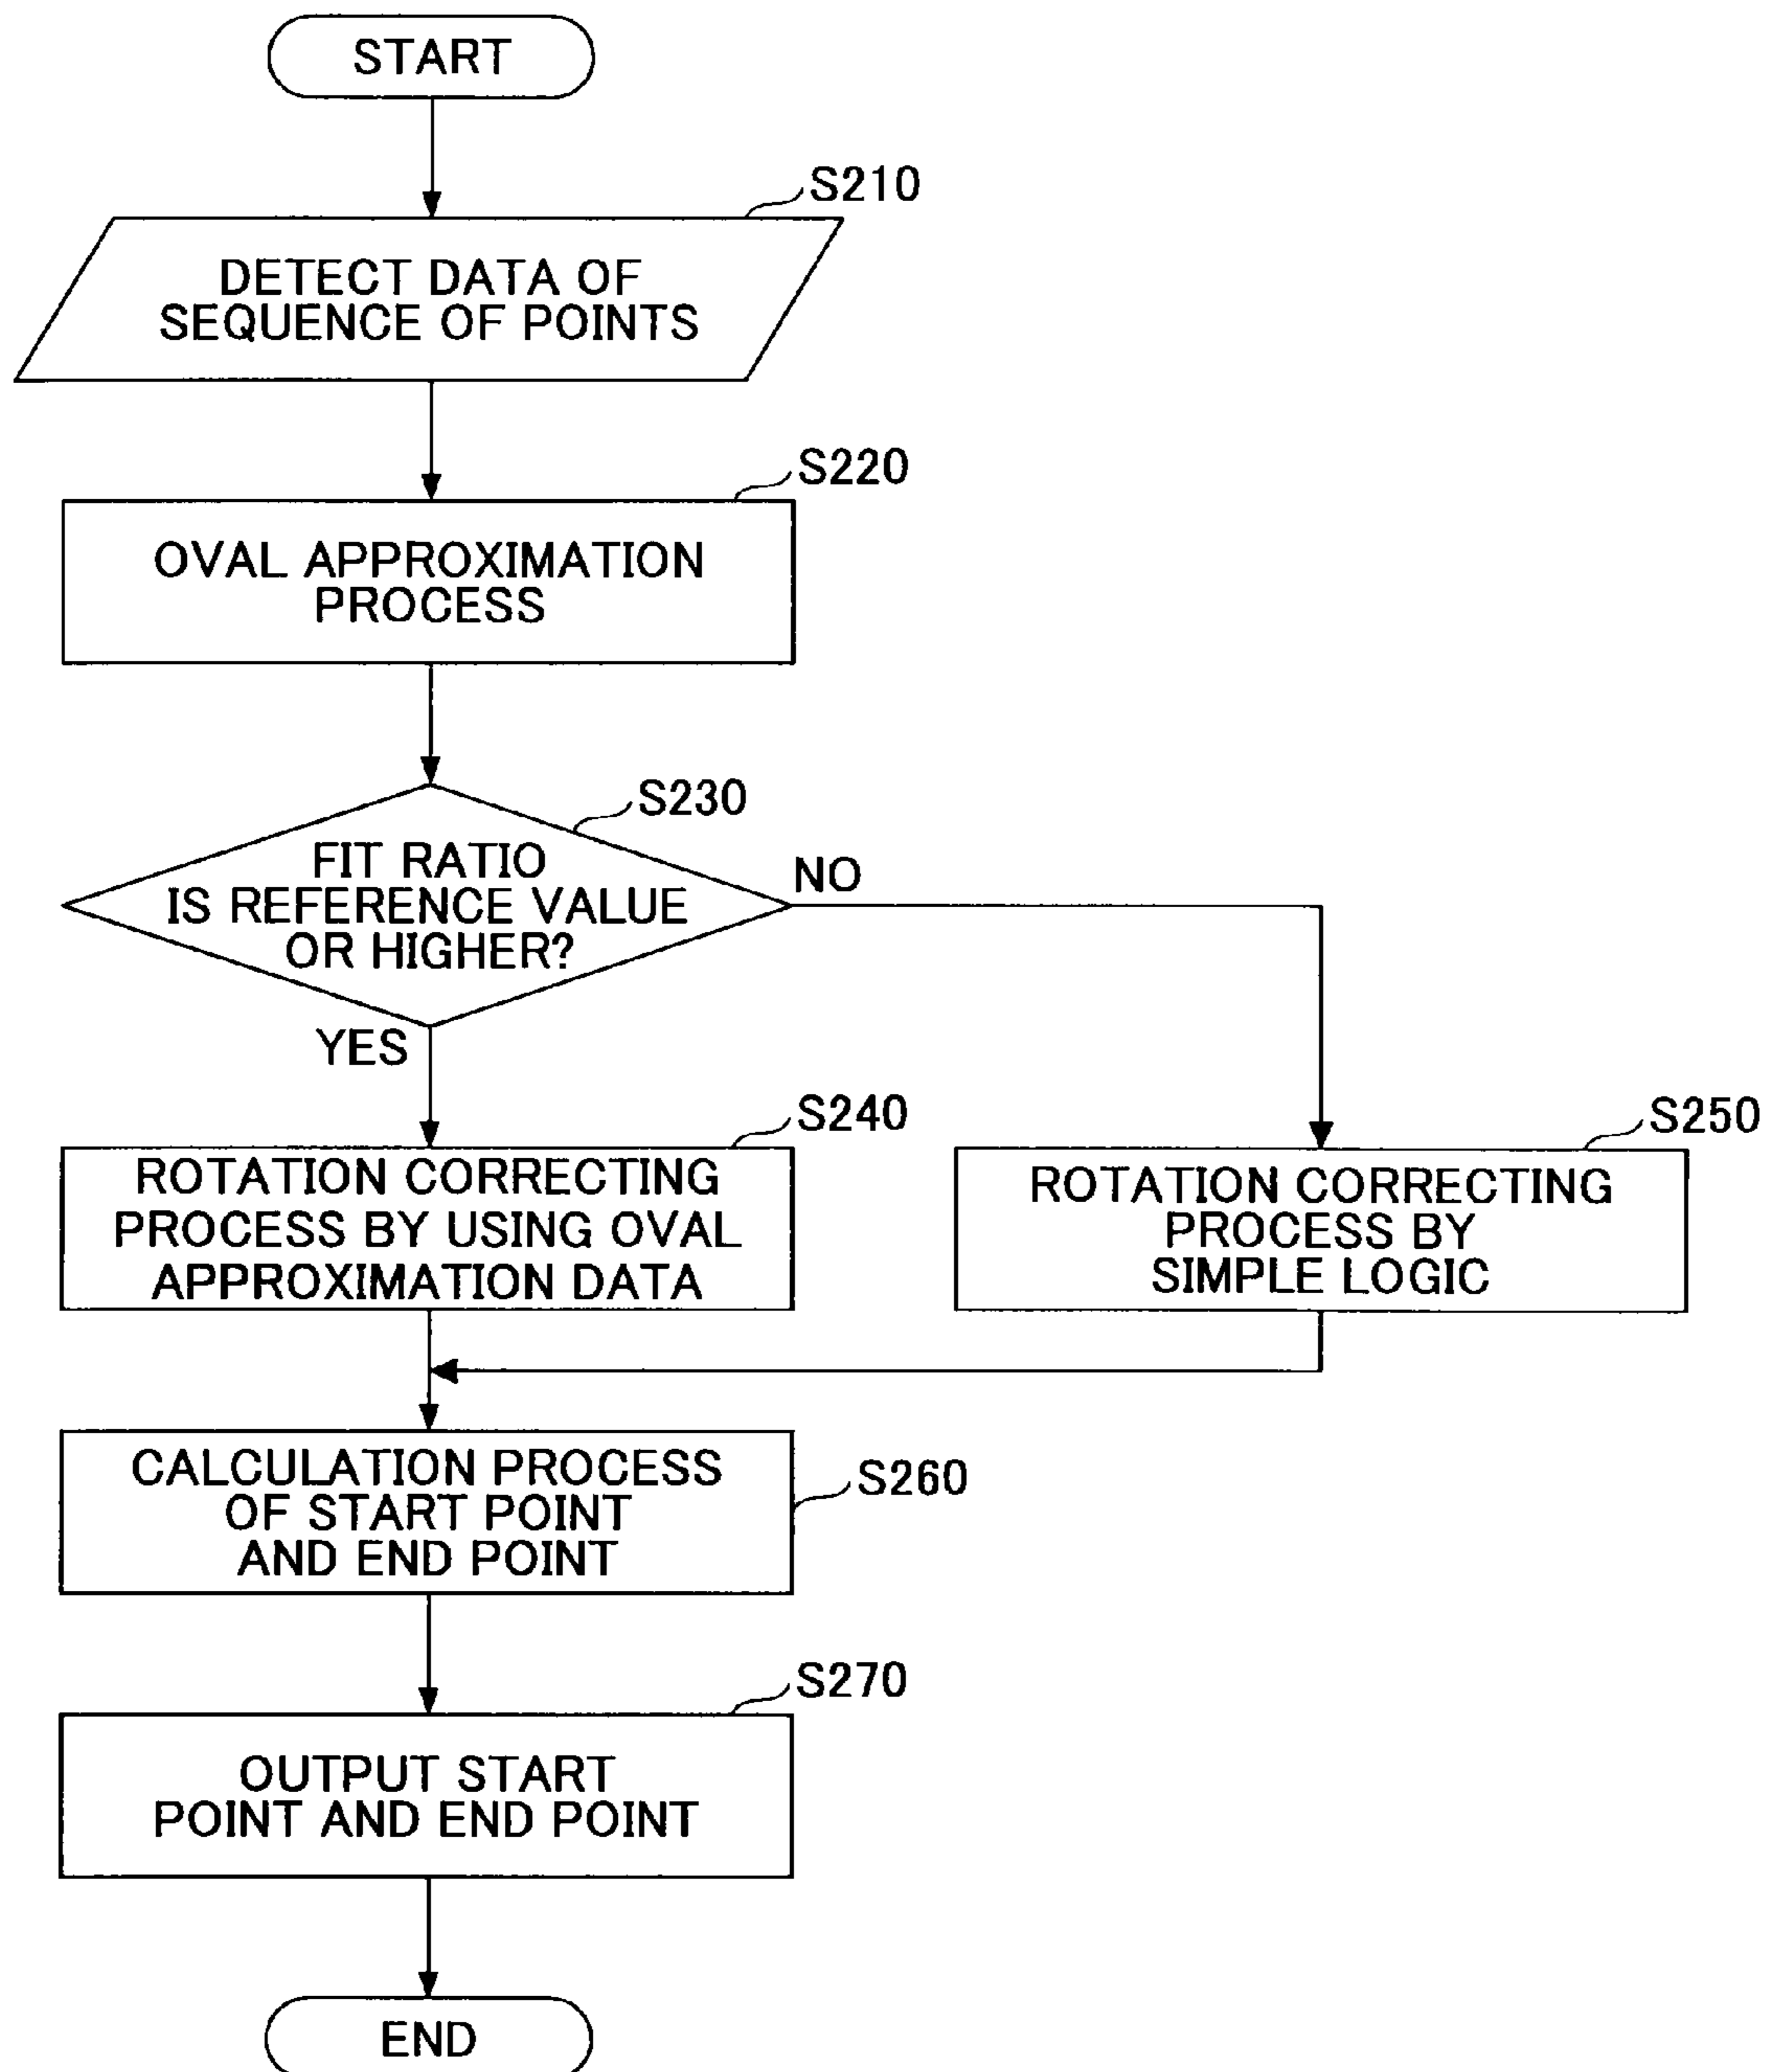 START
S210
DETECT DATA OF
SEQUENCE OF POINTS
S220
OVAL APPROXIMATION
PROCESS
S230
FIT RATIO
IS REFERENCE VALUE
OR HIGHER?
NO
YES
S240
ROTATION CORRECTING
PROCESS BY USING OVAL
APPROXIMATION DATA
S250
ROTATION CORRECTING
PROCESS BY
SIMPLE LOGIC
CALCULATION PROCESS
OF START POINT
AND END POINT
S260
S270
OUTPUT START
POINT AND END POINT
END